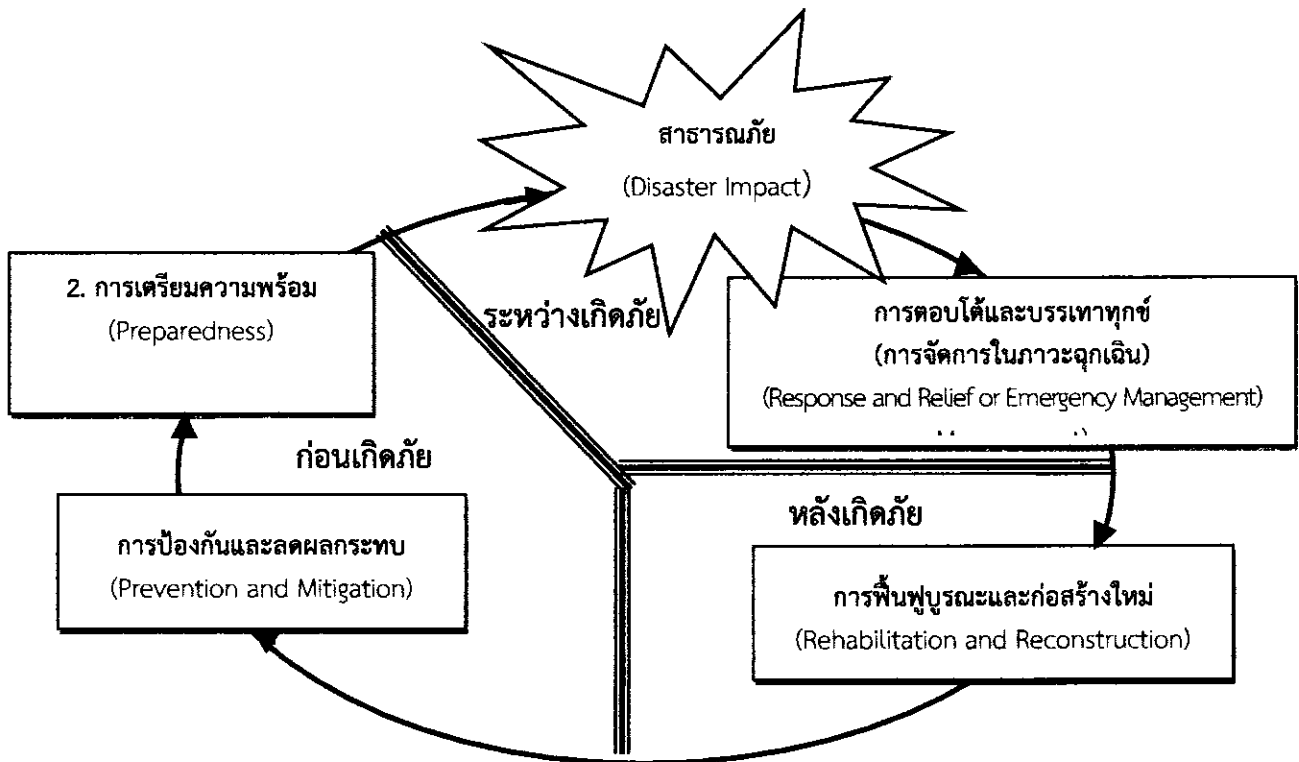 สาธารณภัย
(Disaster Impact)
2. การเตรียมความพร้อม
(Preparedness)
ระหว่างเกิดภัย
การตอบโต้และบรรเทาทุกข์
(การจัดการในภาวะฉุกเฉิน)
(Response and Relief or Emergency Management)
ก่อนเกิดภัย
หลังเกิดภัย
การป้องกันและลดผลกระทบ
(Prevention and Mitigation)
การฟื้นฟูบูรณะและก่อสร้างใหม่
(Rehabilitation and Reconstruction)